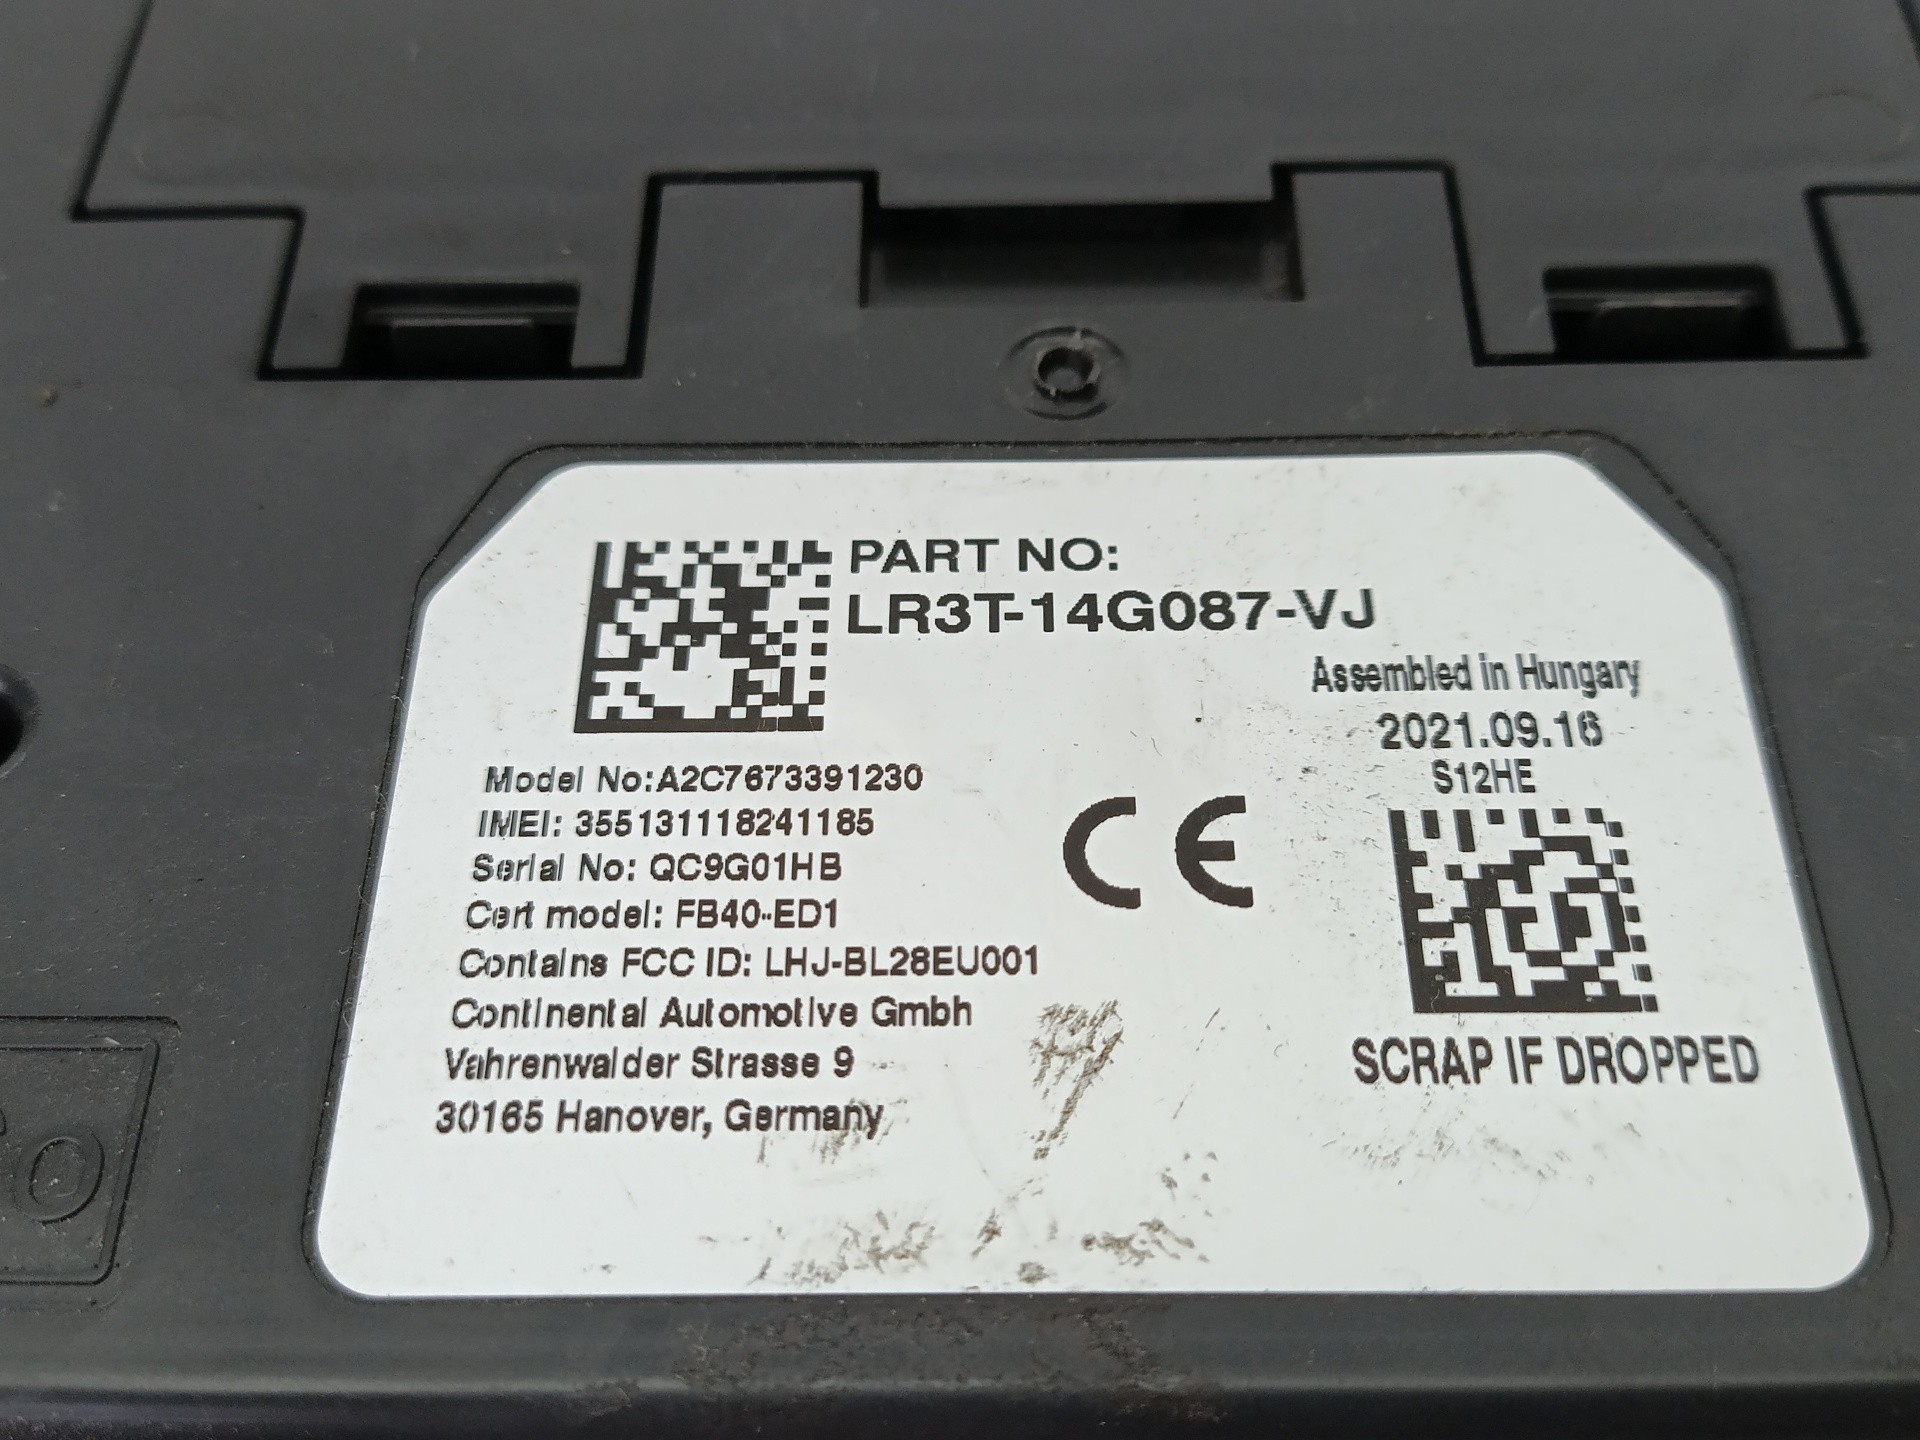 PART NO:
LR3T-14G087-VJ
Assembled in Hungary
2021.09.16
S12HE
Model No:A2C7673391230
IMEI: 355131118241185
Serial No: QC9G01HB
Cert model: FB40-ED1
Contains FCC ID: LHJ-BL28EU001
Continental Automotive Gmbh
Vahrenwalder Strasse 9
30165 Hanover, Germany
CE
SCRAP IF DROPPED